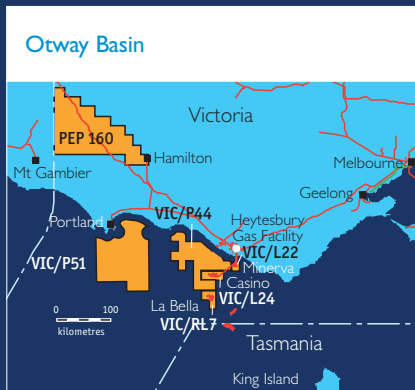 Otway Basin
Victoria
PEP 160
Hamilton
Mt Gambier
Melbourne
Geelong
Portland
VIC/P44
Heytesbury
Gas Facility
VIC/L22
VIC/P51
Minerva
Casino
VIC/L24
La Bella
VIC/RL7
0 100
kilometres
Tasmania
King Island